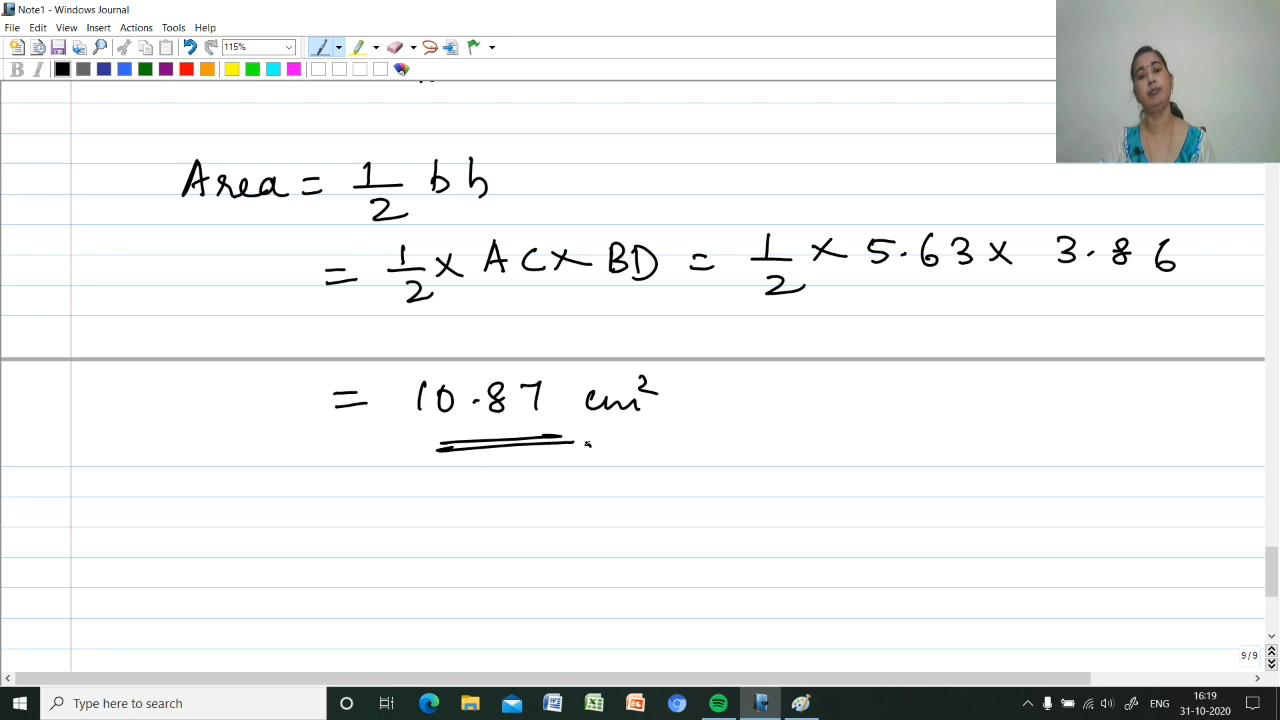 Note1 - Windows Journal
File Edit View Insert Actions Tools Help
115%
B I
Area = 1/2 b h
= 1/2 × AC × BD = 1/2 × 5.63 × 3.86
= 10.87 cm²
9/9
Type here to search
ENG
16:19
31-10-2020